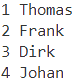 1 Thomas
2 Frank
3 Dirk
4 Johan